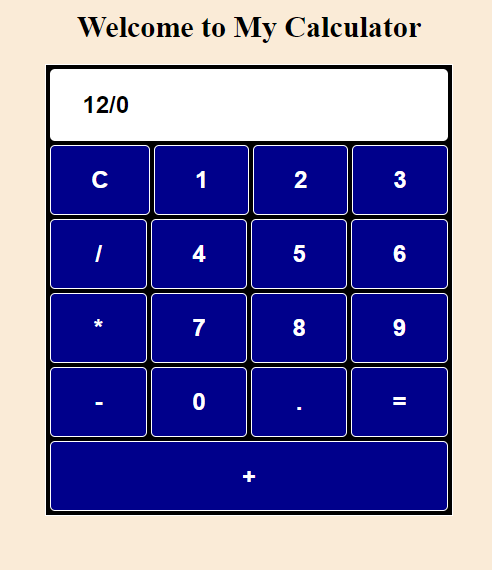 Welcome to My Calculator
12/0
C 1 2 3
/ 4 5 6
* 7 8 9
- 0 . =
+